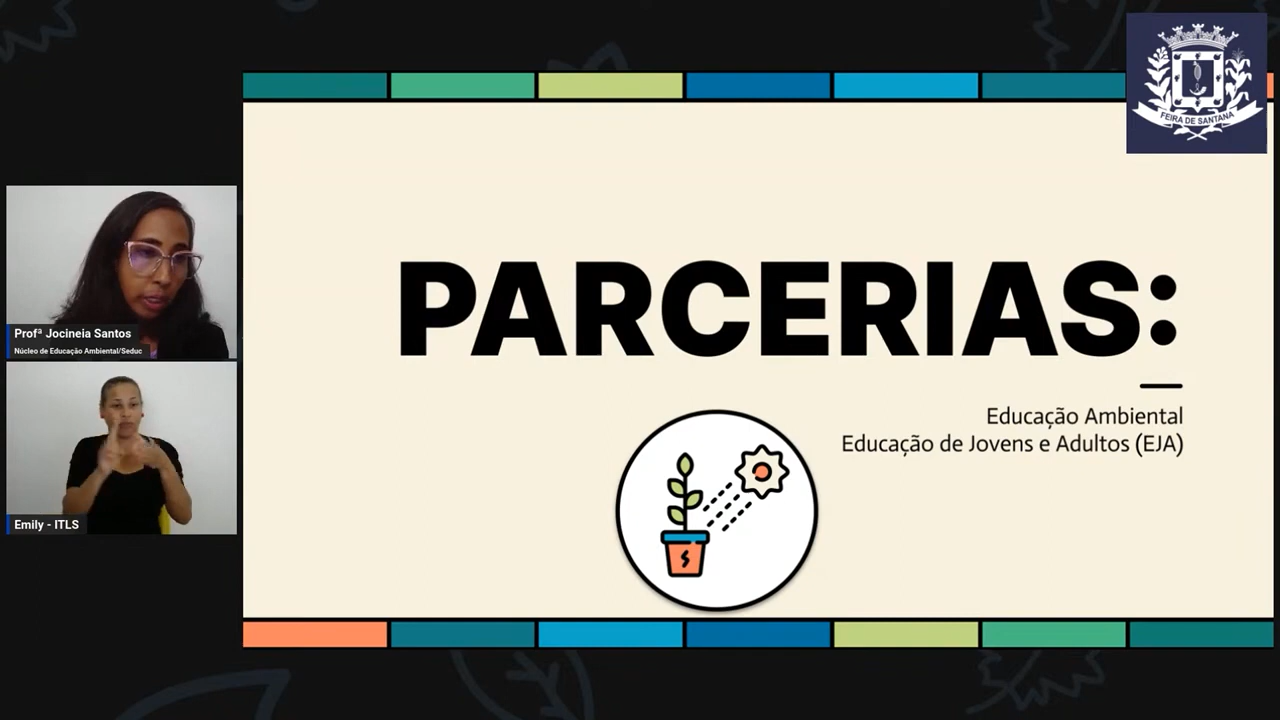 FEIRA DE SANTANA
PARCERIAS:
Educação Ambiental
Educação de Jovens e Adultos (EJA)
Profª Jocineia Santos
Núcleo de Educação Ambiental/Seduc
Emily - ITLS